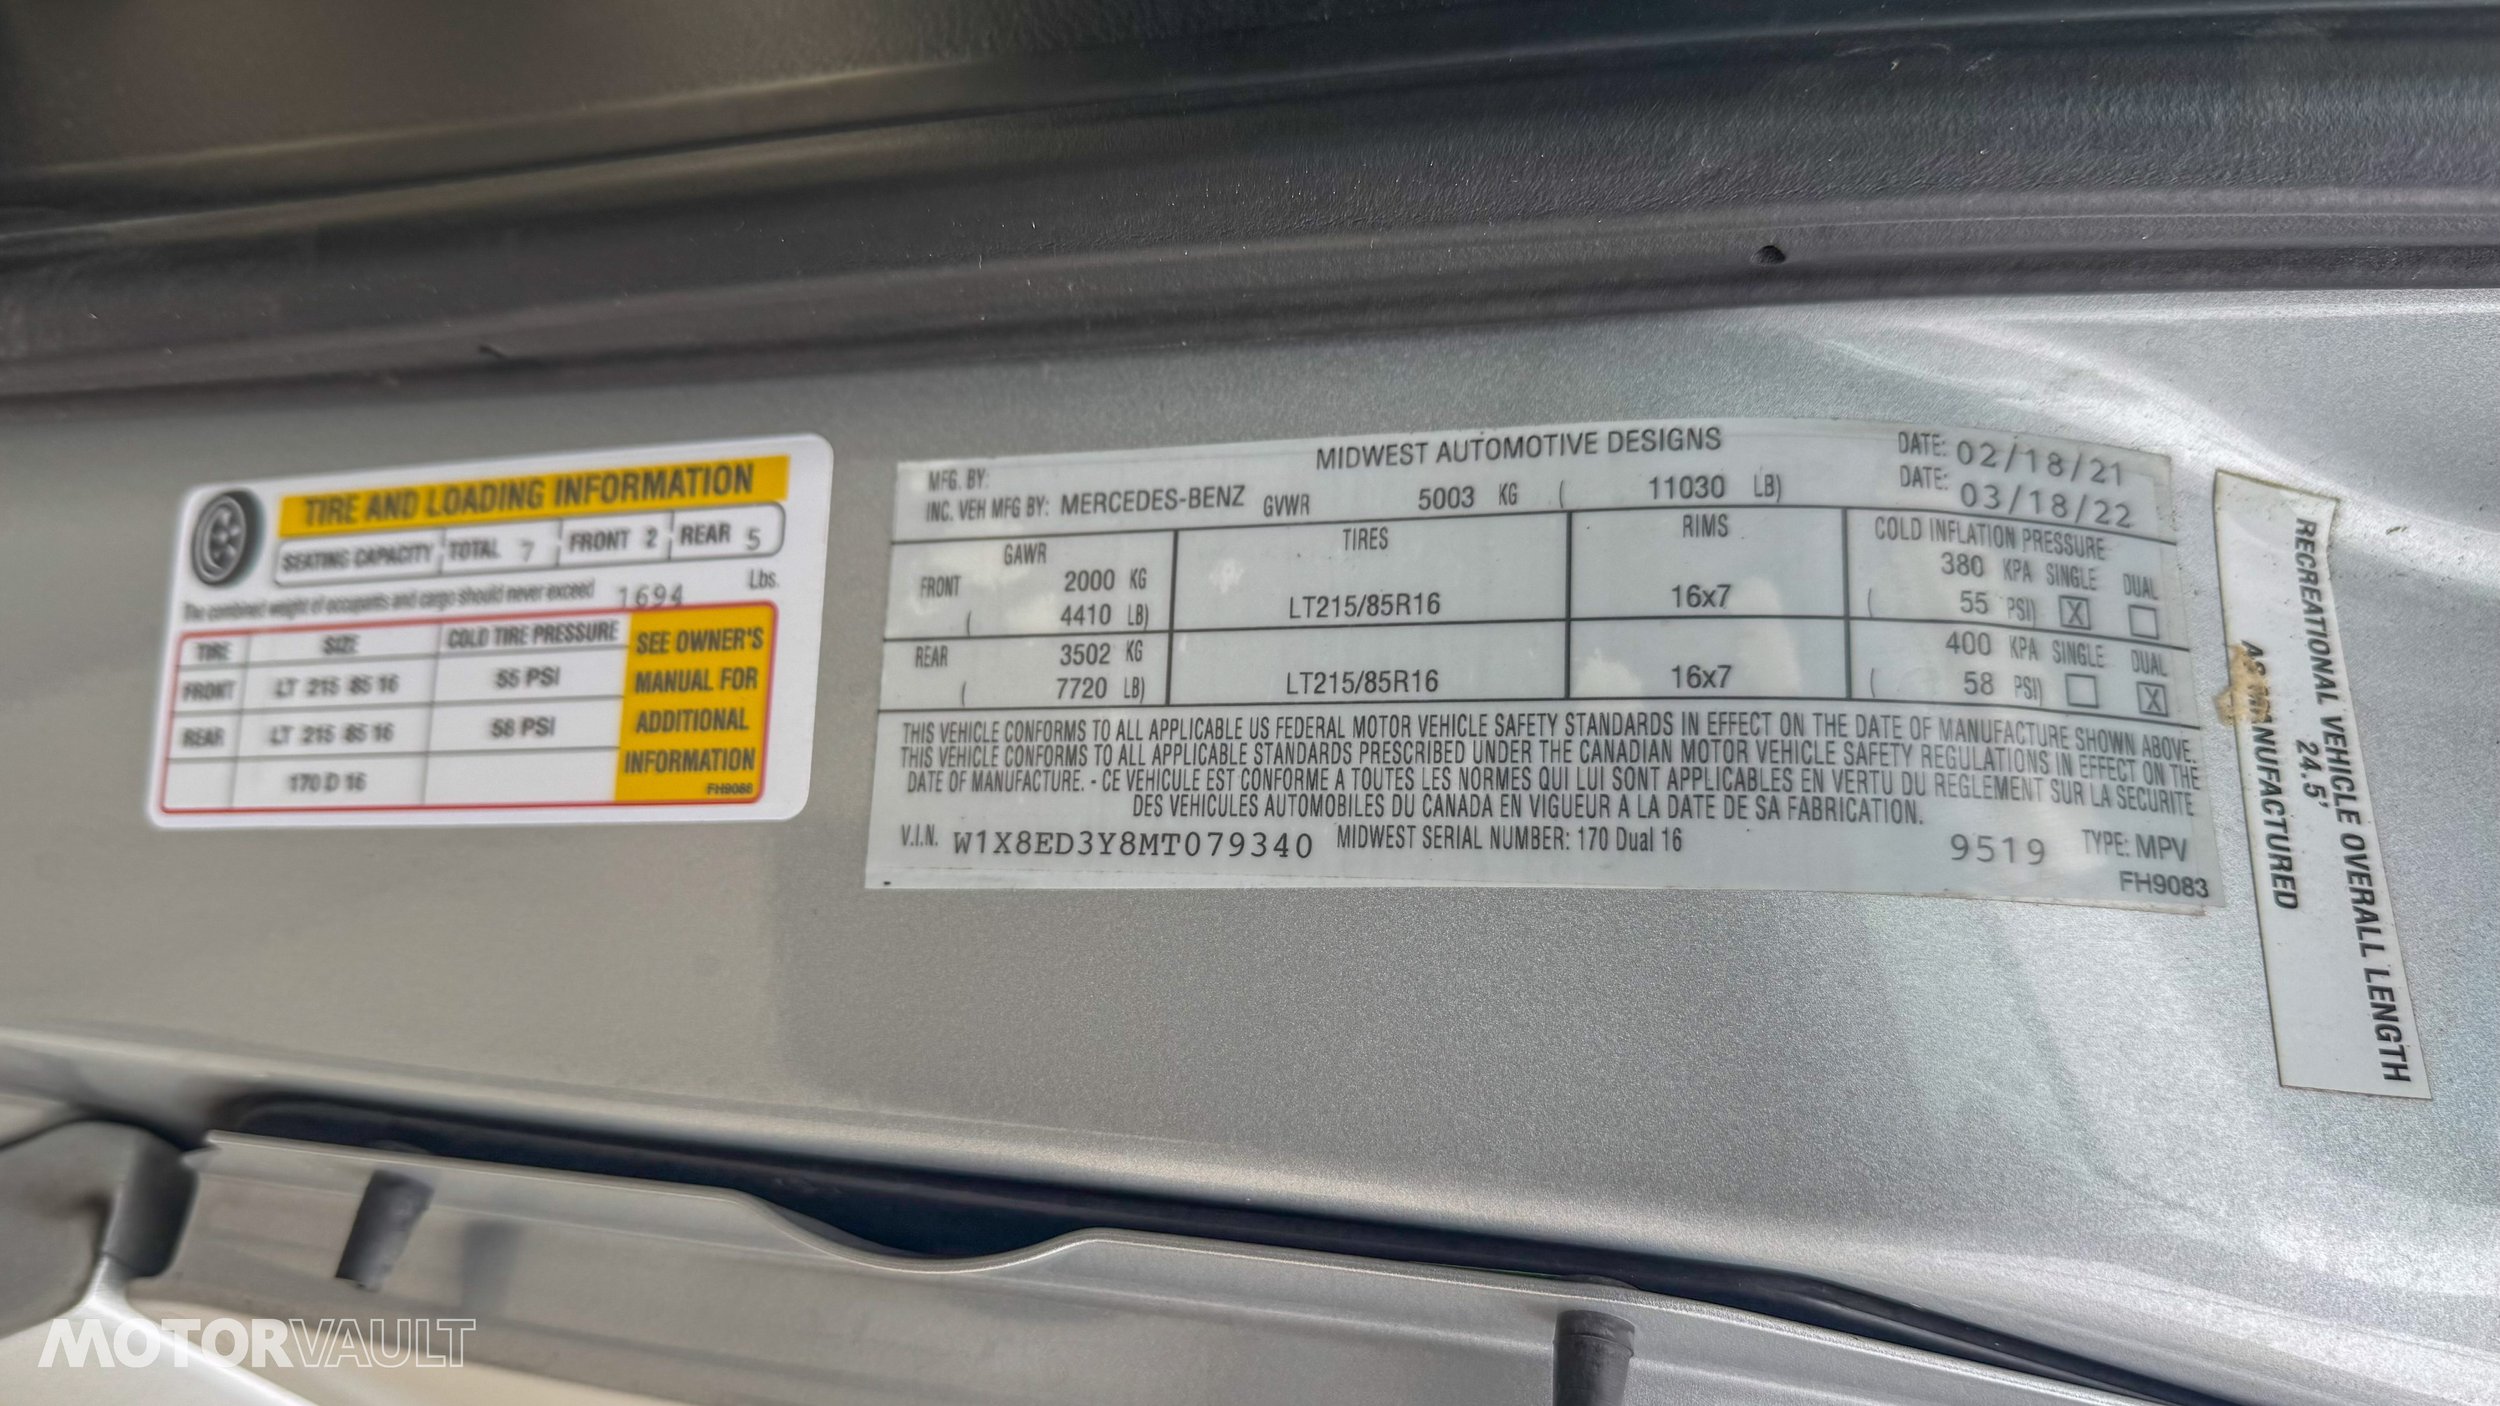 TIRE AND LOADING INFORMATION
SEATING CAPACITY TOTAL 7 FRONT 2 REAR 5
The combined weight of occupants and cargo should never exceed 1694 Lbs.
TIRE SIZE COLD TIRE PRESSURE SEE OWNER'S
FRONT LT 215 85 16 55 PSI MANUAL FOR
REAR LT 215 85 16 58 PSI ADDITIONAL
170 D 16 INFORMATION
FH9086
MFG. BY: MIDWEST AUTOMOTIVE DESIGNS DATE: 02/18/21
INC. VEH MFG BY: MERCEDES-BENZ GVWR 5003 KG ( 11030 LB) DATE: 03/18/22
GAWR TIRES RIMS COLD INFLATION PRESSURE
FRONT 2000 KG 380 KPA SINGLE DUAL
( 4410 LB) LT215/85R16 16x7 ( 55 PSI) X
REAR 3502 KG 400 KPA SINGLE DUAL
( 7720 LB) LT215/85R16 16x7 ( 58 PSI) X
THIS VEHICLE CONFORMS TO ALL APPLICABLE US FEDERAL MOTOR VEHICLE SAFETY STANDARDS IN EFFECT ON THE DATE OF MANUFACTURE SHOWN ABOVE.
THIS VEHICLE CONFORMS TO ALL APPLICABLE STANDARDS PRESCRIBED UNDER THE CANADIAN MOTOR VEHICLE SAFETY REGULATIONS IN EFFECT ON THE
DATE OF MANUFACTURE. - CE VEHICULE EST CONFORME A TOUTES LES NORMES QUI LUI SONT APPLICABLES EN VERTU DU REGLEMENT SUR LA SECURITE
DES VEHICULES AUTOMOBILES DU CANADA EN VIGUEUR A LA DATE DE SA FABRICATION.
V.I.N. W1X8ED3Y8MT079340 MIDWEST SERIAL NUMBER: 170 Dual 16 9519 TYPE: MPV
FH9083
RECREATIONAL VEHICLE OVERALL LENGTH
24.5'
AS MANUFACTURED
MOTORVAULT